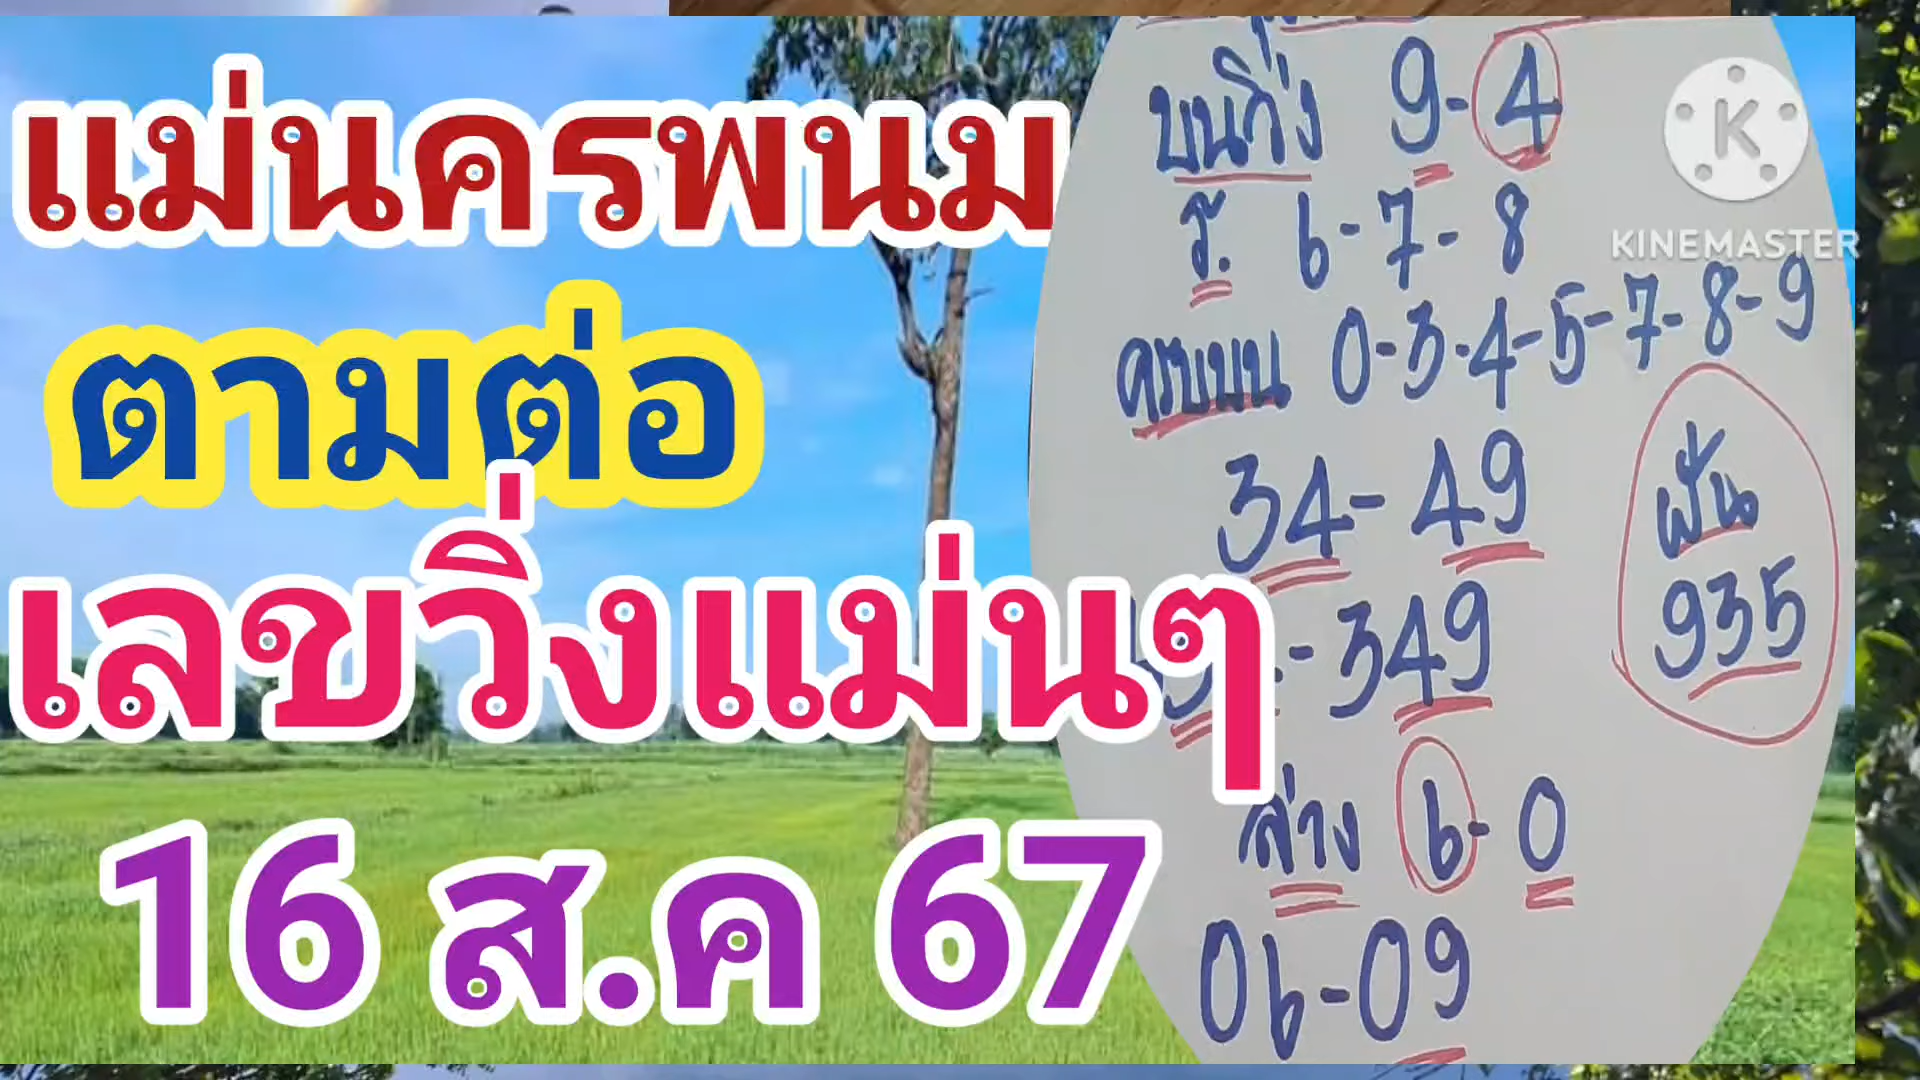 แม่นครพนม
ตามต่อ
เลขวิ่งแม่นๆ
16 ส.ค 67
บนวิ่ง 9-4
ร. 6-7-8
ครบบน 0-3-4-5-7-8-9
34-49
-349
ฝัน
935
ล่าง 6-0
06-09
KINEMASTER